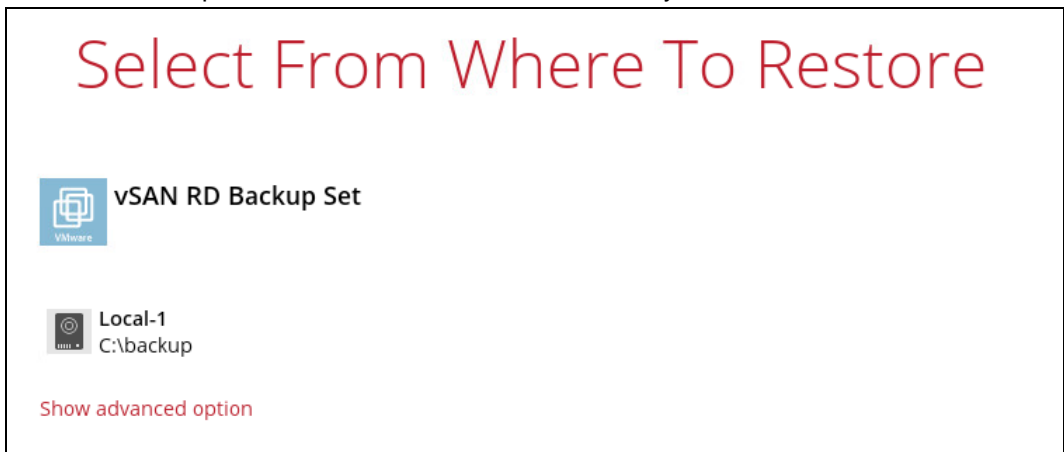 Select From Where To Restore
vSAN RD Backup Set
VMware
Local-1
C:\backup
Show advanced option